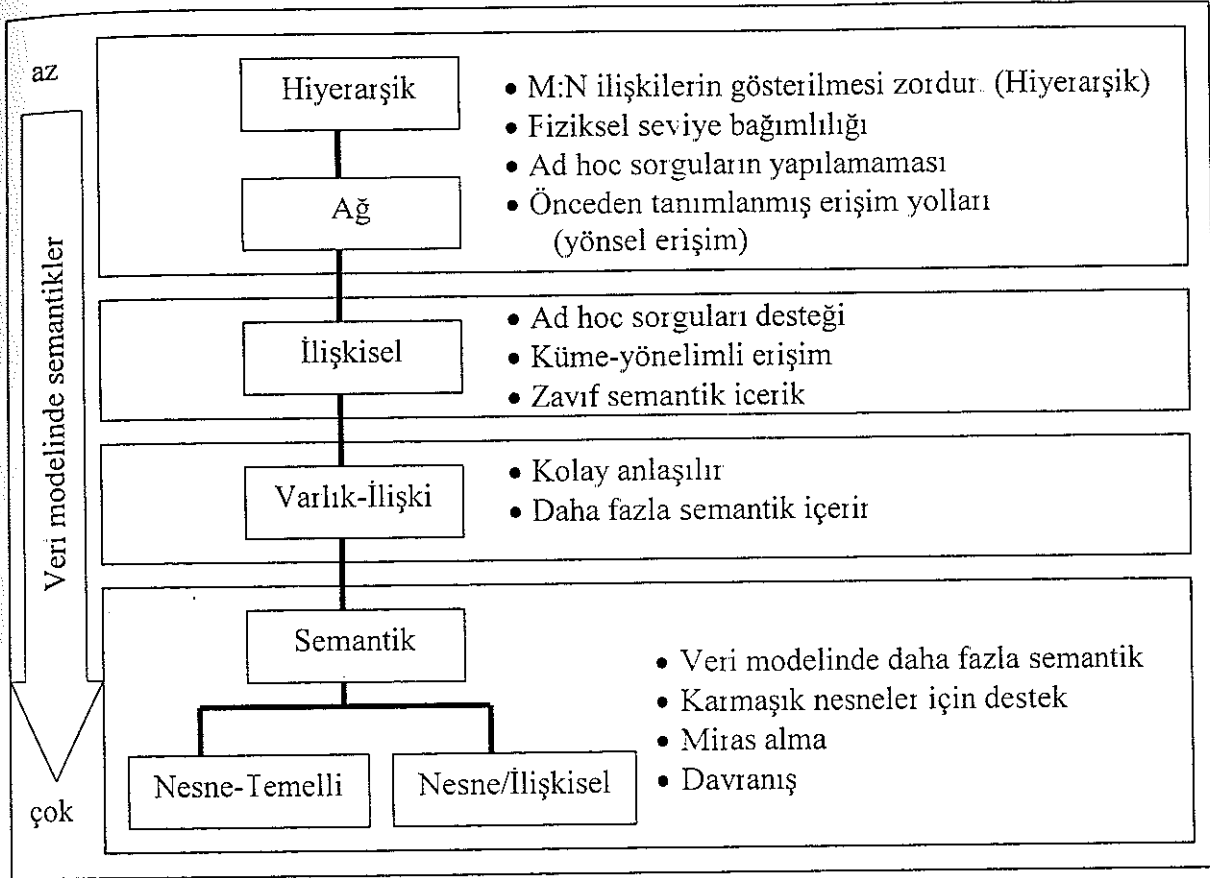 az
Veri modelinde semantikler
çok
Hiyerarşik
Ağ
• M:N ilişkilerin gösterilmesi zordur. (Hiyerarşik)
• Fiziksel seviye bağımlılığı
• Ad hoc sorguların yapılamaması
• Önceden tanımlanmış erişim yolları
(yönsel erişim)
İlişkisel
• Ad hoc sorguları desteği
• Küme-yönelimli erişim
• Zayıf semantik icerik
Varlık-İlişki
• Kolay anlaşılır
• Daha fazla semantik içerir
Semantik
Nesne-Temelli
Nesne/İlişkisel
• Veri modelinde daha fazla semantik
• Karmaşık nesneler için destek
• Miras alma
• Davranış